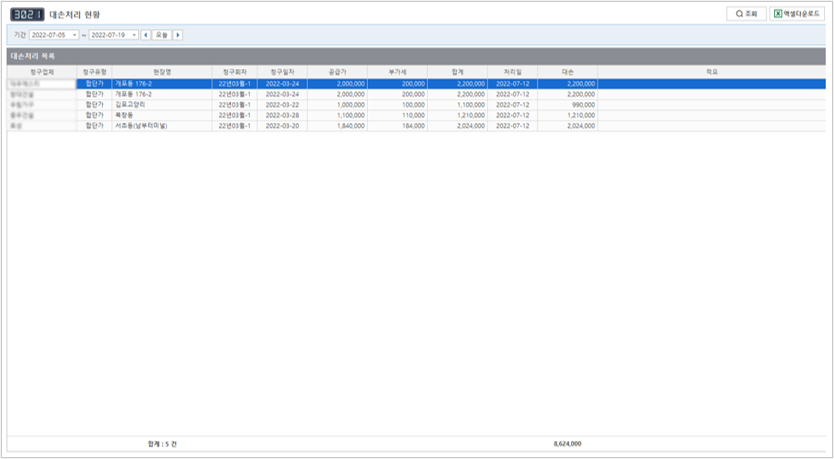 3021 대손처리 현황 조회 엑셀다운로드
기간 2022-07-05 ~ 2022-07-19 오늘
대손처리 목록
청구업체 청구유형 현장명 청구회차 청구일자 공급가 부가세 합계 처리일 대손 적요
합단가 개포동 176-2 22년03월-1 2022-03-24 2,000,000 200,000 2,200,000 2022-07-12 2,200,000
합단가 개포동 176-2 22년03월-1 2022-03-24 2,000,000 200,000 2,200,000 2022-07-12 2,200,000
합단가 김포고양리 22년03월-1 2022-03-22 1,000,000 100,000 1,100,000 2022-07-12 990,000
합단가 목장동 22년03월-1 2022-03-28 1,100,000 110,000 1,210,000 2022-07-12 1,210,000
합단가 서초동(남부터미널) 22년03월-1 2022-03-20 1,840,000 184,000 2,024,000 2022-07-12 2,024,000
합계 : 5 건 8,624,000